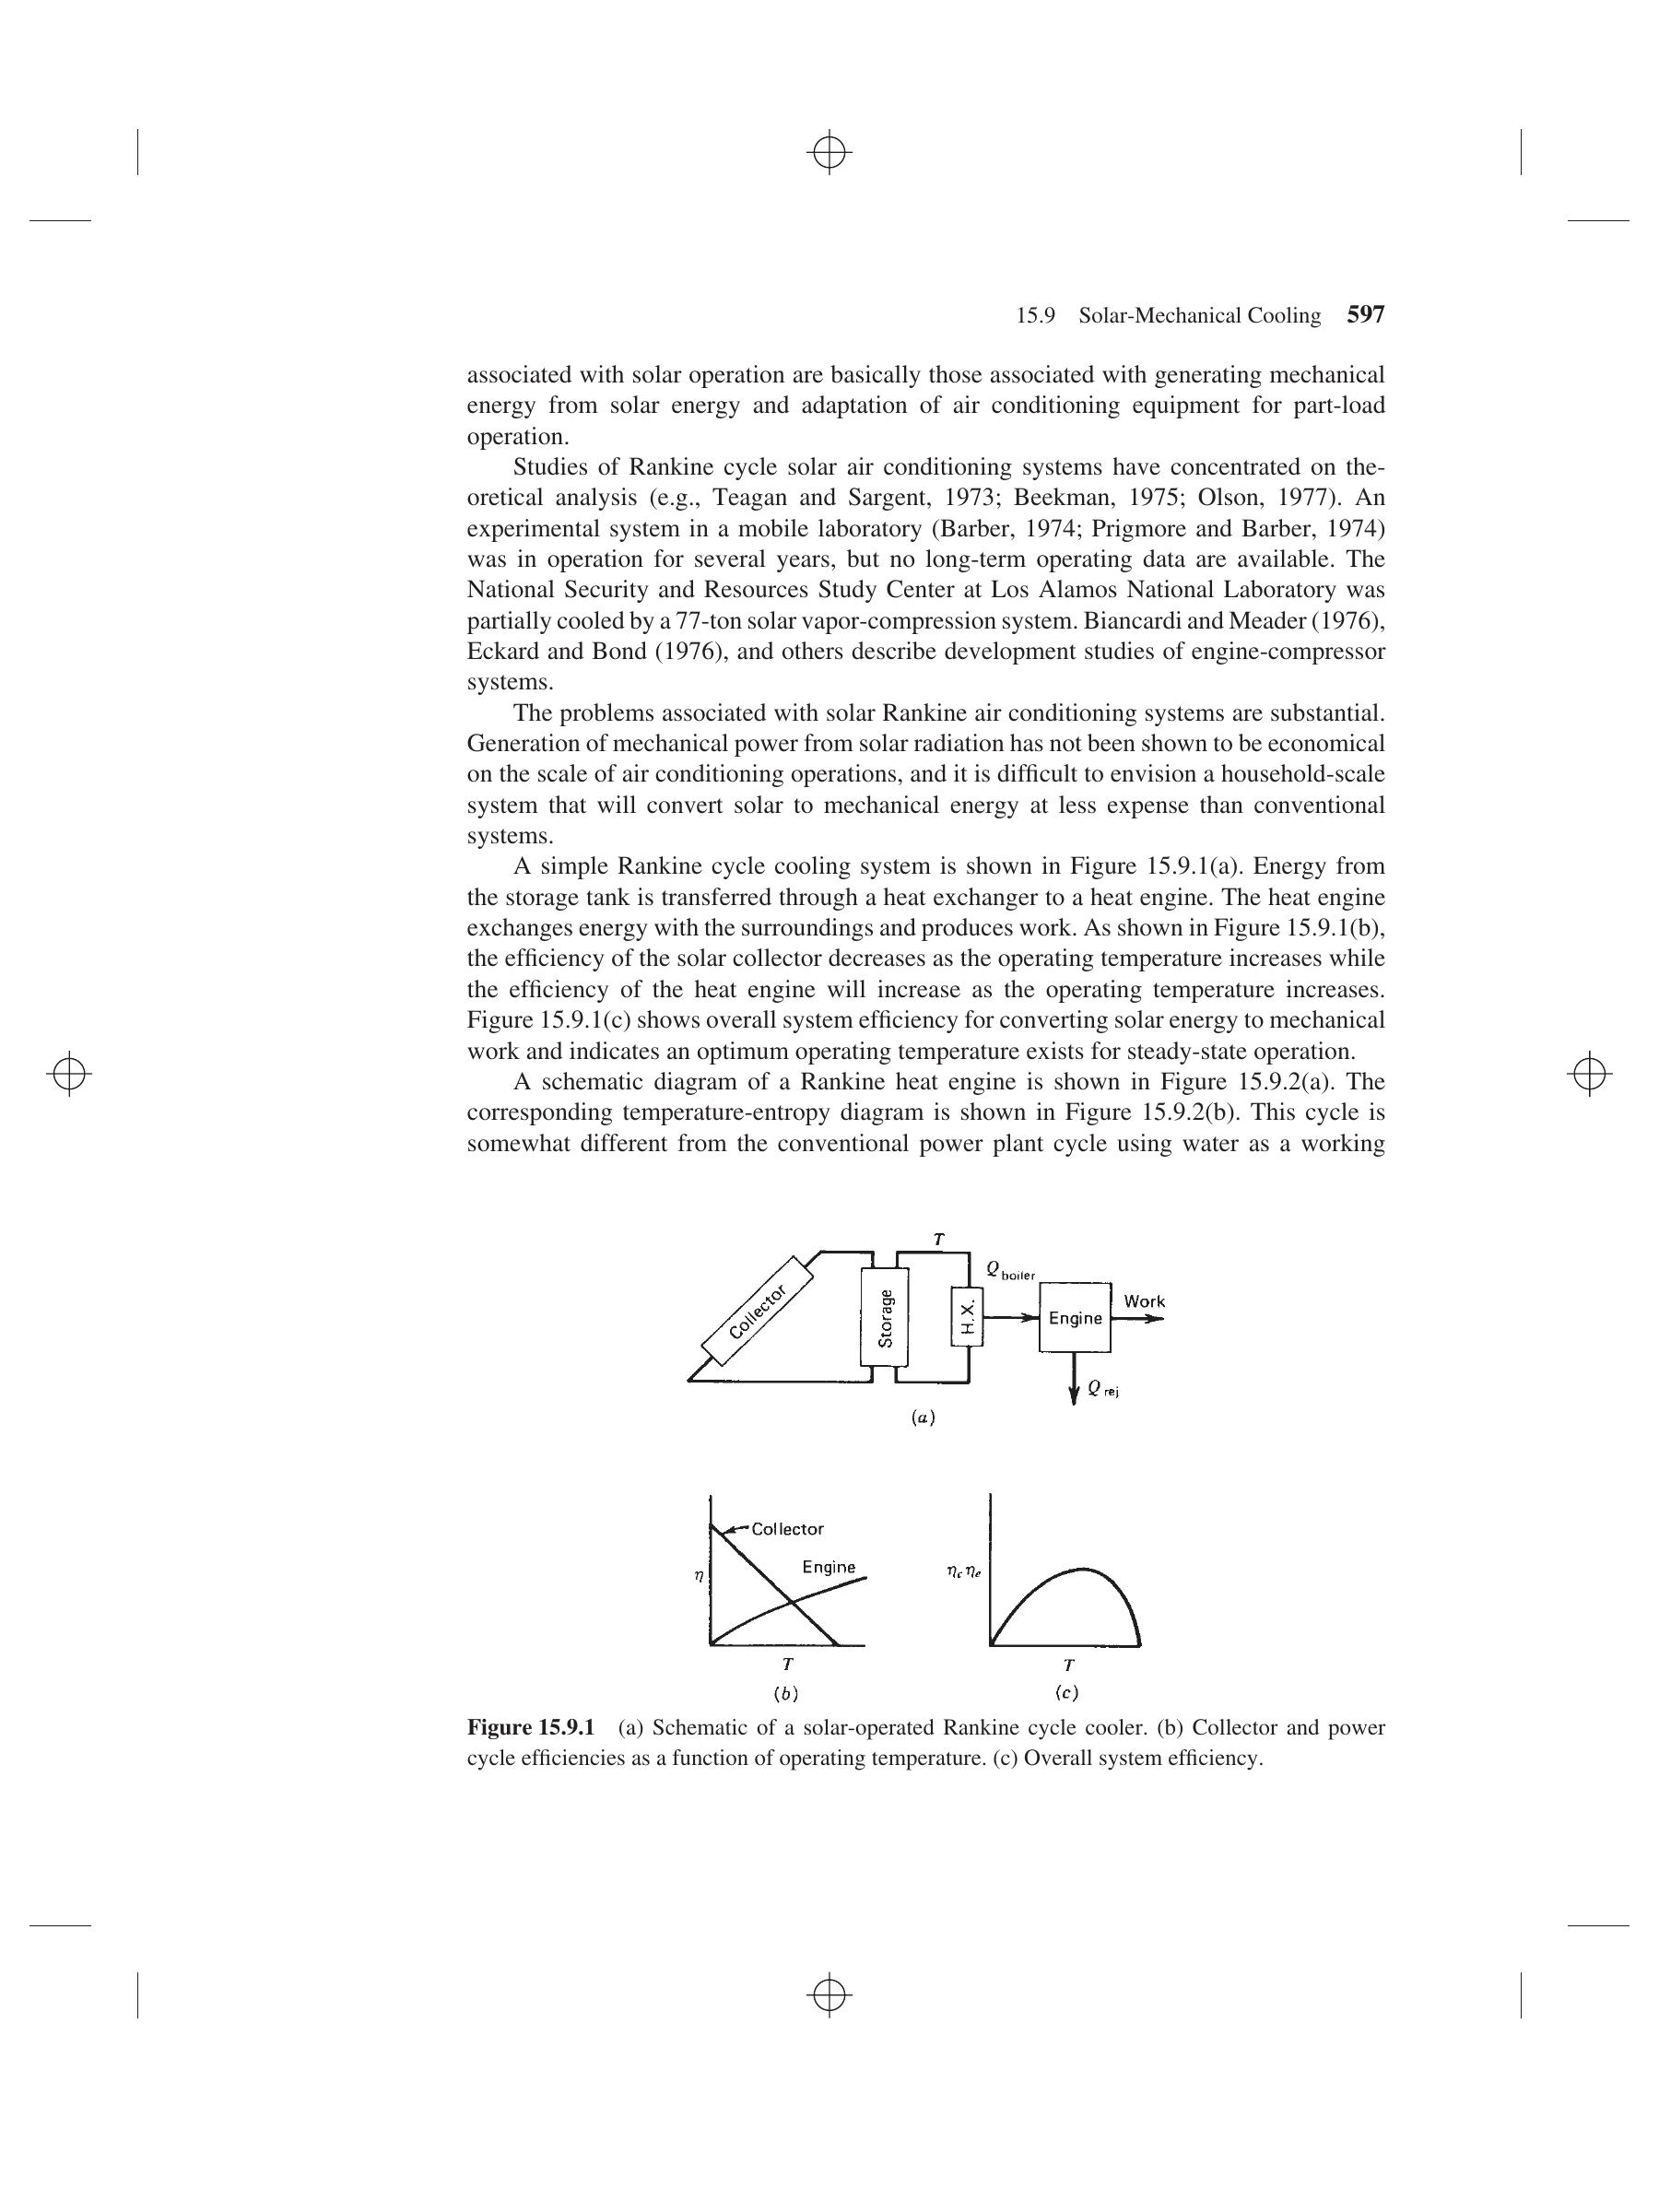 15.9 Solar-Mechanical Cooling 597
associated with solar operation are basically those associated with generating mechanical
energy from solar energy and adaptation of air conditioning equipment for part-load
operation.
Studies of Rankine cycle solar air conditioning systems have concentrated on the-
oretical analysis (e.g., Teagan and Sargent, 1973; Beekman, 1975; Olson, 1977). An
experimental system in a mobile laboratory (Barber, 1974; Prigmore and Barber, 1974)
was in operation for several years, but no long-term operating data are available. The
National Security and Resources Study Center at Los Alamos National Laboratory was
partially cooled by a 77-ton solar vapor-compression system. Biancardi and Meader (1976),
Eckard and Bond (1976), and others describe development studies of engine-compressor
systems.
The problems associated with solar Rankine air conditioning systems are substantial.
Generation of mechanical power from solar radiation has not been shown to be economical
on the scale of air conditioning operations, and it is difficult to envision a household-scale
system that will convert solar to mechanical energy at less expense than conventional
systems.
A simple Rankine cycle cooling system is shown in Figure 15.9.1(a). Energy from
the storage tank is transferred through a heat exchanger to a heat engine. The heat engine
exchanges energy with the surroundings and produces work. As shown in Figure 15.9.1(b),
the efficiency of the solar collector decreases as the operating temperature increases while
the efficiency of the heat engine will increase as the operating temperature increases.
Figure 15.9.1(c) shows overall system efficiency for converting solar energy to mechanical
work and indicates an optimum operating temperature exists for steady-state operation.
A schematic diagram of a Rankine heat engine is shown in Figure 15.9.2(a). The
corresponding temperature-entropy diagram is shown in Figure 15.9.2(b). This cycle is
somewhat different from the conventional power plant cycle using water as a working
T
Q boiler
Collector
Storage
H.X.
Engine
Work
Q rej
(a)
Collector
Engine
η
T
(b)
ηc ηe
T
(c)
Figure 15.9.1 (a) Schematic of a solar-operated Rankine cycle cooler. (b) Collector and power
cycle efficiencies as a function of operating temperature. (c) Overall system efficiency.